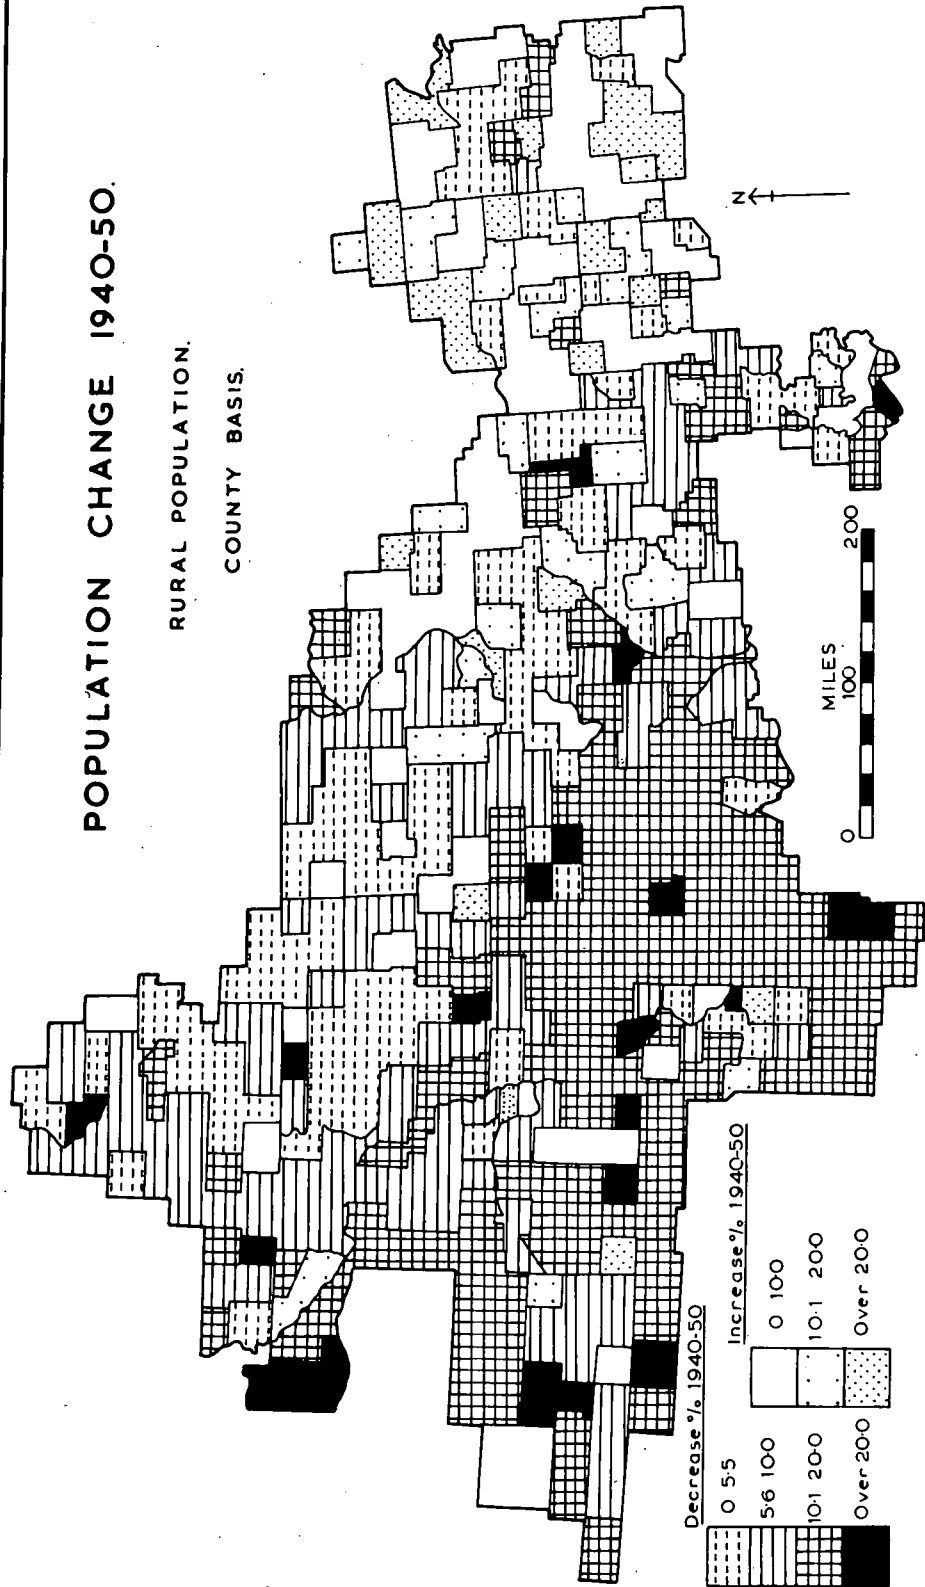 POPULATION CHANGE 1940-50.
RURAL POPULATION.
COUNTY BASIS.
N
MILES
0 100 200
Decrease % 1940-50
0 5·5
5·6 10·0
10·1 20·0
Over 20·0
Increase % 1940-50
0 10·0
10·1 20·0
Over 20·0